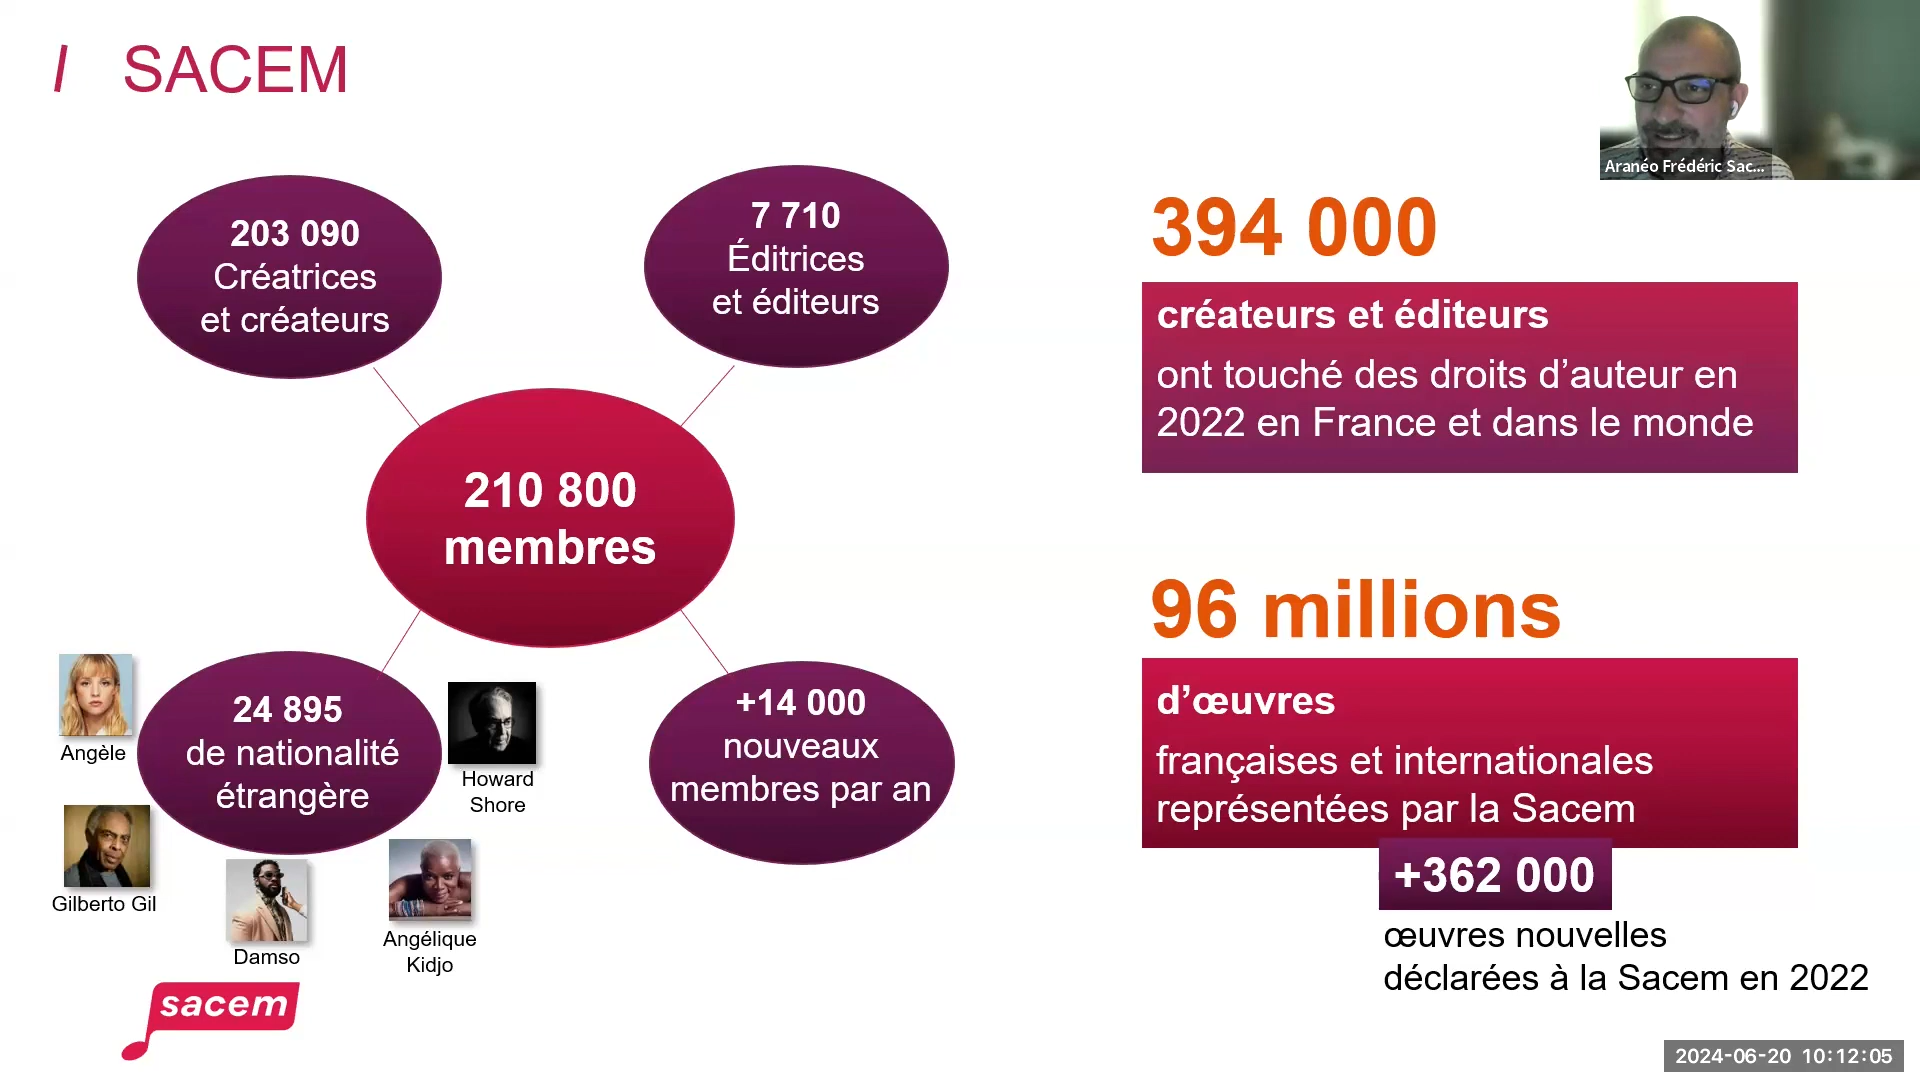 / SACEM
203 090
Créatrices
et créateurs
7 710
Éditrices
et éditeurs
210 800
membres
24 895
de nationalité
étrangère
+14 000
nouveaux
membres par an
Angèle
Howard
Shore
Gilberto Gil
Damso
Angélique
Kidjo
sacem
Aranéo Frédéric Sac...
394 000
créateurs et éditeurs
ont touché des droits d’auteur en
2022 en France et dans le monde
96 millions
d’œuvres
françaises et internationales
représentées par la Sacem
+362 000
œuvres nouvelles
déclarées à la Sacem en 2022
2024-06-20 10:12:05